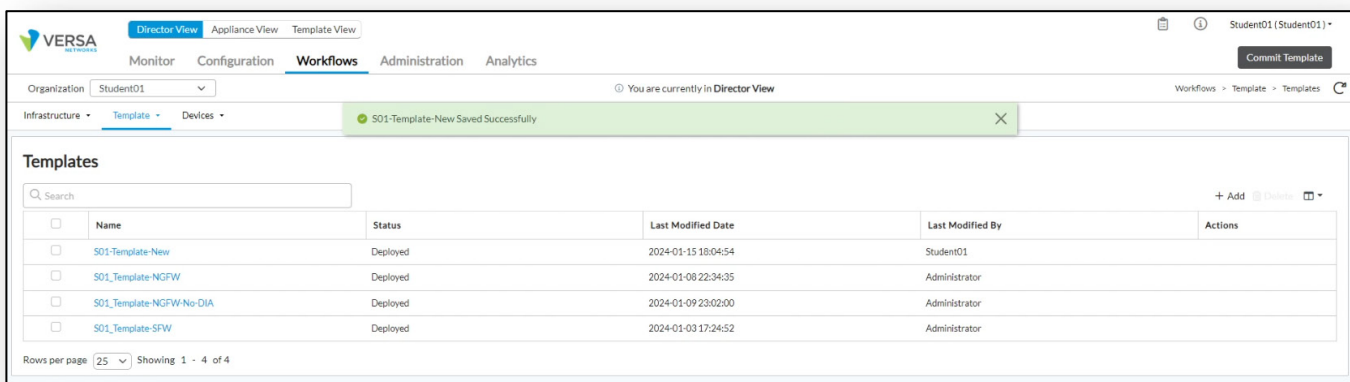 VERSA
NETWORKS
Director View Appliance View Template View
Student01 (Student01)
Monitor Configuration Workflows Administration Analytics
Commit Template
Organization Student01
You are currently in Director View
Workflows > Template > Templates
Infrastructure Template Devices
S01-Template-New Saved Successfully
Templates
Search
+ Add Delete
Name Status Last Modified Date Last Modified By Actions
S01-Template-New Deployed 2024-01-15 18:04:54 Student01
S01_Template-NGFW Deployed 2024-01-08 22:34:35 Administrator
S01_Template-NGFW-No-DIA Deployed 2024-01-09 23:02:00 Administrator
S01_Template-SFW Deployed 2024-01-03 17:24:52 Administrator
Rows per page 25 Showing 1 - 4 of 4